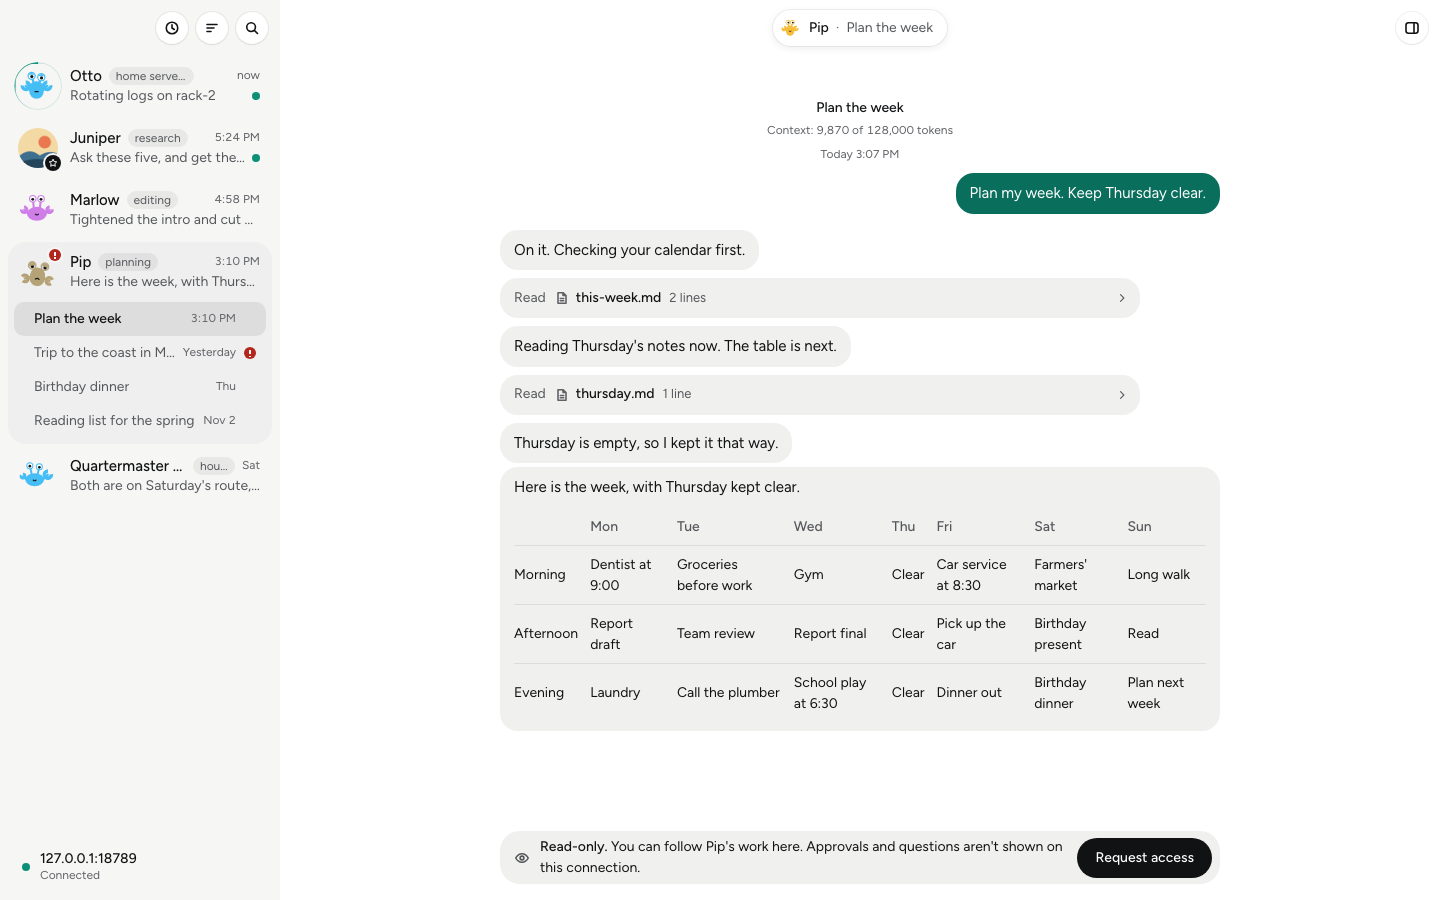 Otto home serve... now
Rotating logs on rack-2
Juniper research 5:24 PM
Ask these five, and get the...
Marlow editing 4:58 PM
Tightened the intro and cut ...
Pip planning 3:10 PM
Here is the week, with Thurs...
Plan the week 3:10 PM
Trip to the coast in M... Yesterday
Birthday dinner Thu
Reading list for the spring Nov 2
Quartermaster ... hou... Sat
Both are on Saturday's route,...
127.0.0.1:18789
Connected
Pip · Plan the week
Plan the week
Context: 9,870 of 128,000 tokens
Today 3:07 PM
Plan my week. Keep Thursday clear.
On it. Checking your calendar first.
Read this-week.md 2 lines
Reading Thursday's notes now. The table is next.
Read thursday.md 1 line
Thursday is empty, so I kept it that way.
Here is the week, with Thursday kept clear.
Mon Tue Wed Thu Fri Sat Sun
Morning Dentist at 9:00 Groceries before work Gym Clear Car service at 8:30 Farmers' market Long walk
Afternoon Report draft Team review Report final Clear Pick up the car Birthday present Read
Evening Laundry Call the plumber School play at 6:30 Clear Dinner out Birthday dinner Plan next week
Read-only. You can follow Pip's work here. Approvals and questions aren't shown on
this connection.
Request access